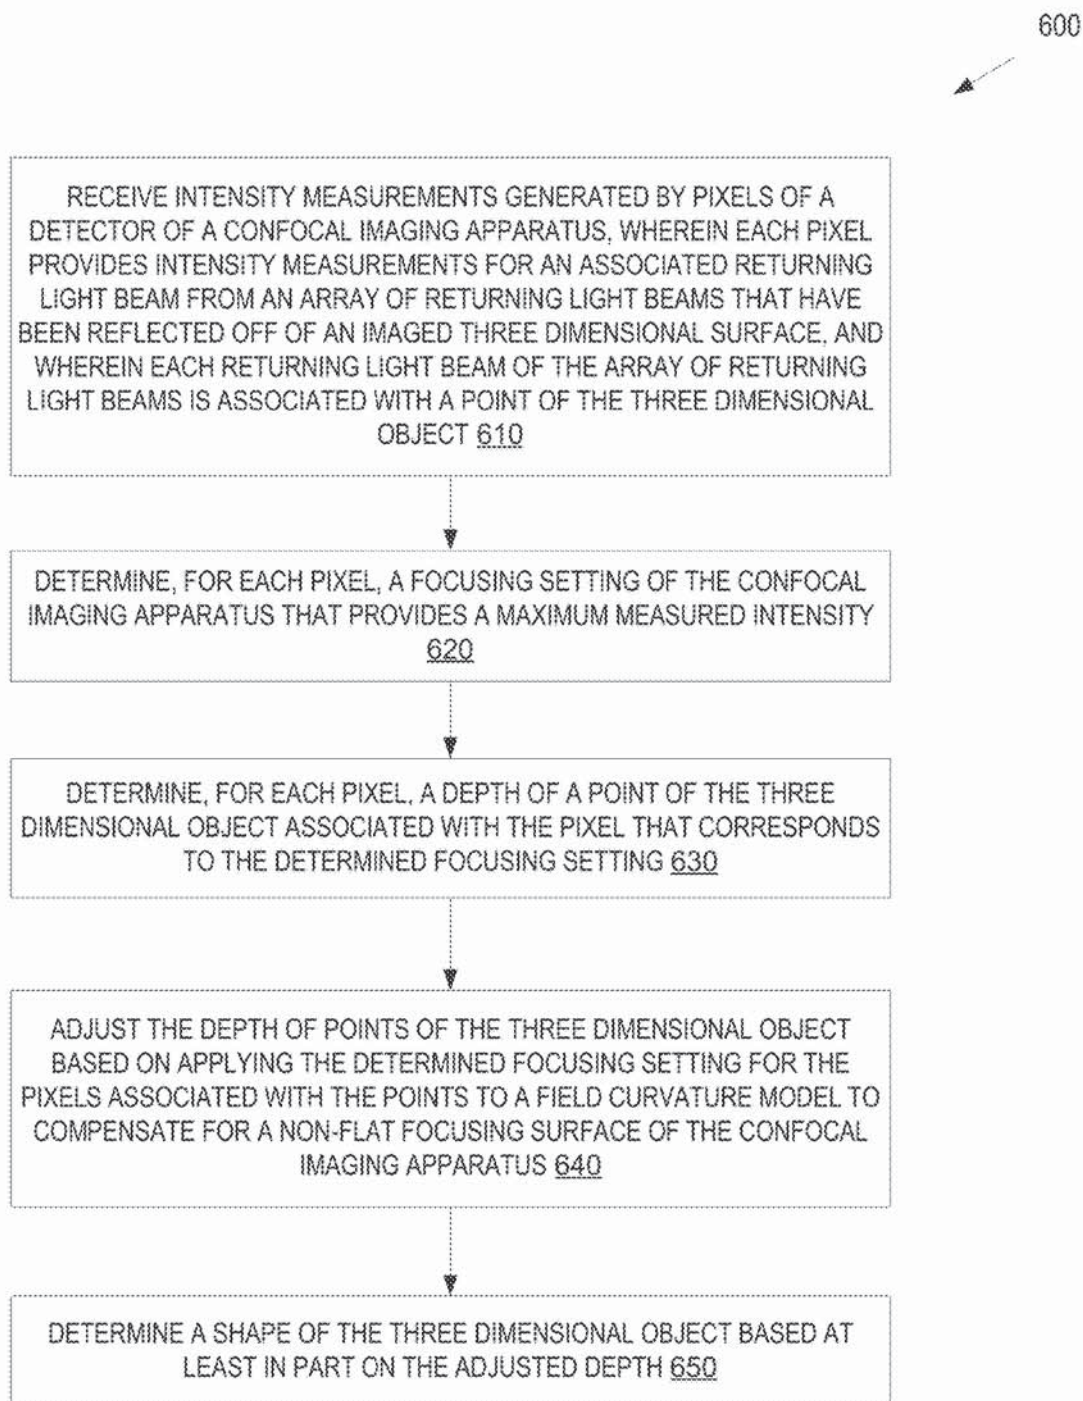 600
RECEIVE INTENSITY MEASUREMENTS GENERATED BY PIXELS OF A
DETECTOR OF A CONFOCAL IMAGING APPARATUS, WHEREIN EACH PIXEL
PROVIDES INTENSITY MEASUREMENTS FOR AN ASSOCIATED RETURNING
LIGHT BEAM FROM AN ARRAY OF RETURNING LIGHT BEAMS THAT HAVE
BEEN REFLECTED OFF OF AN IMAGED THREE DIMENSIONAL SURFACE, AND
WHEREIN EACH RETURNING LIGHT BEAM OF THE ARRAY OF RETURNING
LIGHT BEAMS IS ASSOCIATED WITH A POINT OF THE THREE DIMENSIONAL
OBJECT 610
DETERMINE, FOR EACH PIXEL, A FOCUSING SETTING OF THE CONFOCAL
IMAGING APPARATUS THAT PROVIDES A MAXIMUM MEASURED INTENSITY
620
DETERMINE, FOR EACH PIXEL, A DEPTH OF A POINT OF THE THREE
DIMENSIONAL OBJECT ASSOCIATED WITH THE PIXEL THAT CORRESPONDS
TO THE DETERMINED FOCUSING SETTING 630
ADJUST THE DEPTH OF POINTS OF THE THREE DIMENSIONAL OBJECT
BASED ON APPLYING THE DETERMINED FOCUSING SETTING FOR THE
PIXELS ASSOCIATED WITH THE POINTS TO A FIELD CURVATURE MODEL TO
COMPENSATE FOR A NON-FLAT FOCUSING SURFACE OF THE CONFOCAL
IMAGING APPARATUS 640
DETERMINE A SHAPE OF THE THREE DIMENSIONAL OBJECT BASED AT
LEAST IN PART ON THE ADJUSTED DEPTH 650